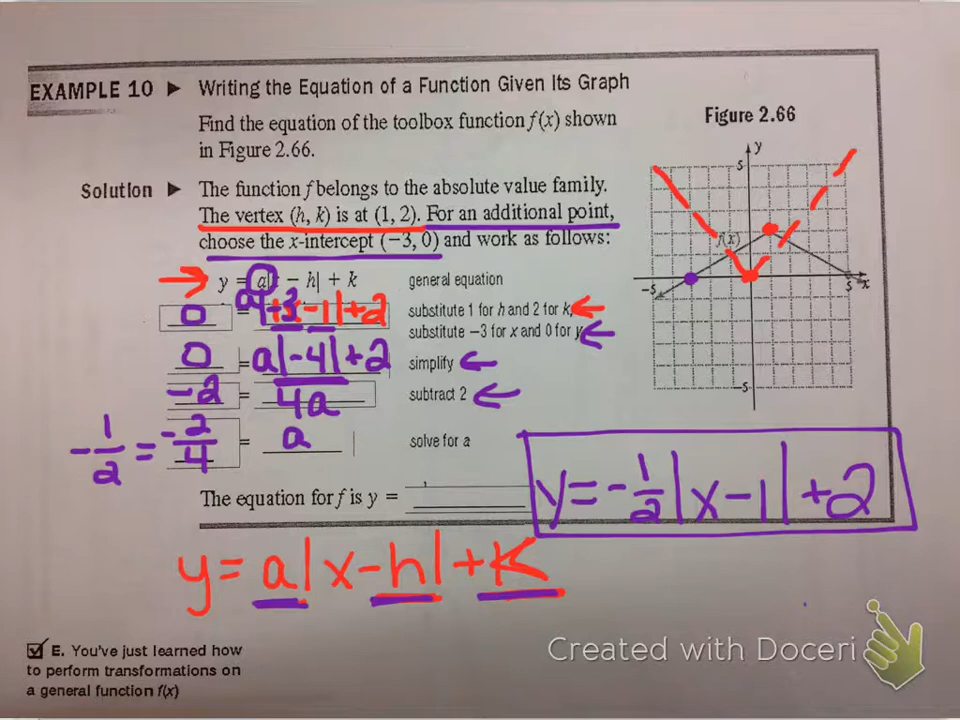 EXAMPLE 10 ▶ Writing the Equation of a Function Given Its Graph
Find the equation of the toolbox function f(x) shown
in Figure 2.66.
Figure 2.66
Solution ▶ The function f belongs to the absolute value family.
The vertex (h, k) is at (1, 2). For an additional point,
choose the x-intercept (−3, 0) and work as follows:
5 y
f(x)
−5 5 x
−5
y = a|x − h| + k general equation
0 = a|-3 -1|+2 substitute 1 for h and 2 for k,
substitute −3 for x and 0 for y
0 = a|-4|+2 simplify
-2 = 4a subtract 2
-1/2 = -2/4 = a solve for a
The equation for f is y =
y = -1/2|x-1|+2
y = a|x-h|+k
E. You've just learned how
to perform transformations on
a general function f(x)
Created with Doceri